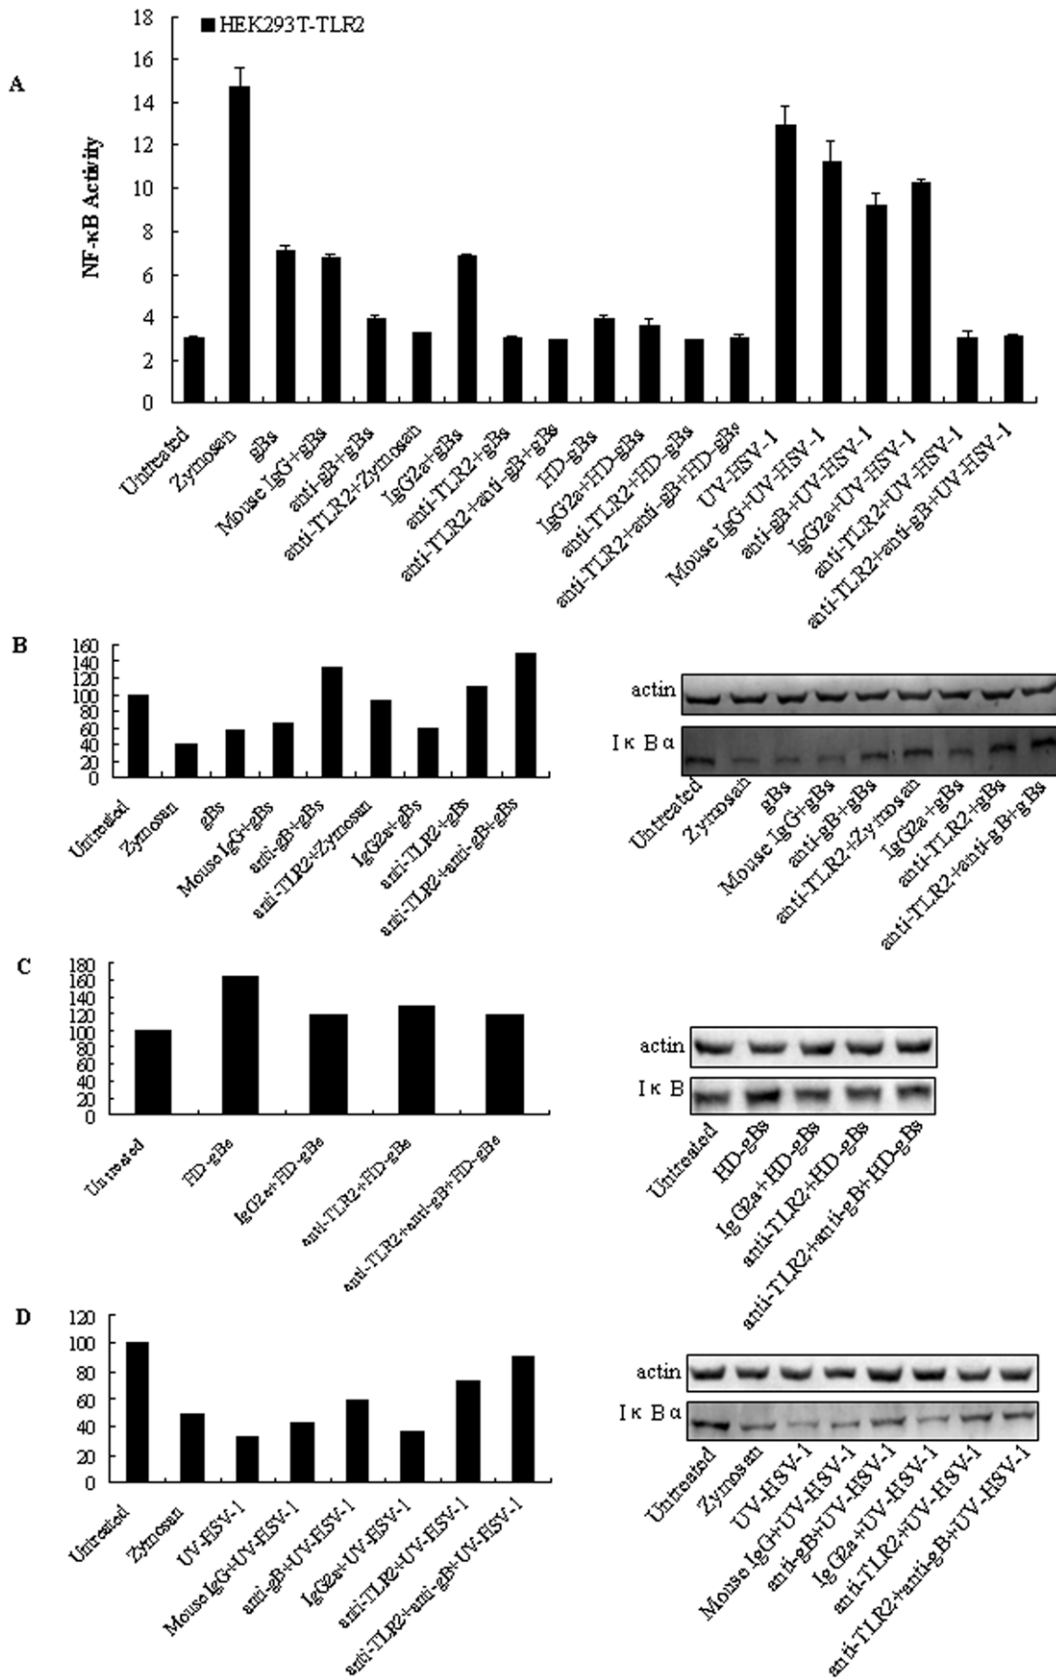 A
18
16
14
12
10
8
6
4
2
0
NF-κB Activity
HEK293T-TLR2
Untreated
Zymosan
gBs
Mouse IgG+gBs
anti-gB+gBs
anti-TLR2+Zymosan
IgG2a+gBs
anti-TLR2+gBs
anti-TLR2+anti-gB+gBs
HD-gBs
IgG2a+HD-gBs
anti-TLR2+HD-gBs
anti-TLR2+anti-gB+HD-gBs
UV-HSV-1
Mouse IgG+UV-HSV-1
anti-gB+UV-HSV-1
IgG2a+UV-HSV-1
anti-TLR2+UV-HSV-1
anti-TLR2+anti-gB+UV-HSV-1
B
160
140
120
100
80
60
40
20
0
Untreated
Zymosan
gBs
Mouse IgG+gBs
anti-gB+gBs
anti-TLR2+Zymosan
IgG2a+gBs
anti-TLR2+gBs
anti-TLR2+anti-gB+gBs
actin
IκBα
Untreated
Zymosan
gBs
Mouse IgG+gBs
anti-gB+gBs
anti-TLR2+Zymosan
IgG2a+gBs
anti-TLR2+gBs
anti-TLR2+anti-gB+gBs
C
180
160
140
120
100
80
60
40
20
0
Untreated
HD-gBs
IgG2a+HD-gBs
anti-TLR2+HD-gBs
anti-TLR2+anti-gB+HD-gBs
actin
IκB
Untreated
HD-gBs
IgG2a+HD-gBs
anti-TLR2+HD-gBs
anti-TLR2+anti-gB+HD-gBs
D
120
100
80
60
40
20
0
Untreated
Zymosan
UV-HSV-1
Mouse IgG+UV-HSV-1
anti-gB+UV-HSV-1
IgG2a+UV-HSV-1
anti-TLR2+UV-HSV-1
anti-TLR2+anti-gB+UV-HSV-1
actin
IκBα
Untreated
Zymosan
UV-HSV-1
Mouse IgG+UV-HSV-1
anti-gB+UV-HSV-1
IgG2a+UV-HSV-1
anti-TLR2+UV-HSV-1
anti-TLR2+anti-gB+UV-HSV-1